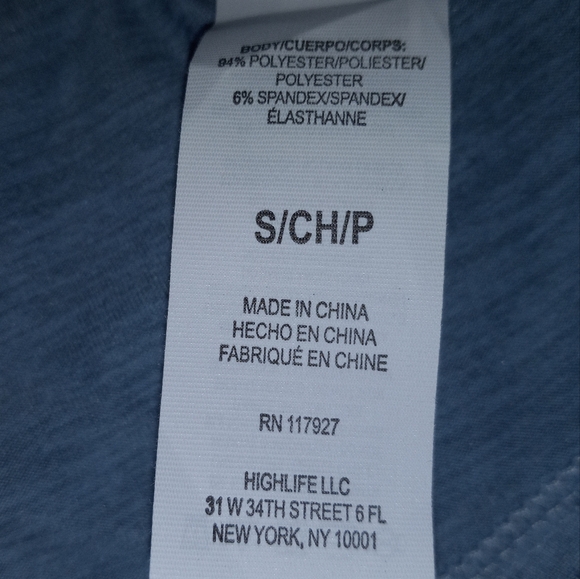 BODY/CUERPO/CORPS:
94% POLYESTER/POLIESTER/
POLYESTER
6% SPANDEX/SPANDEX/
ÉLASTHANNE
S/CH/P
MADE IN CHINA
HECHO EN CHINA
FABRIQUÉ EN CHINE
RN 117927
HIGHLIFE LLC
31 W 34TH STREET 6 FL
NEW YORK, NY 10001